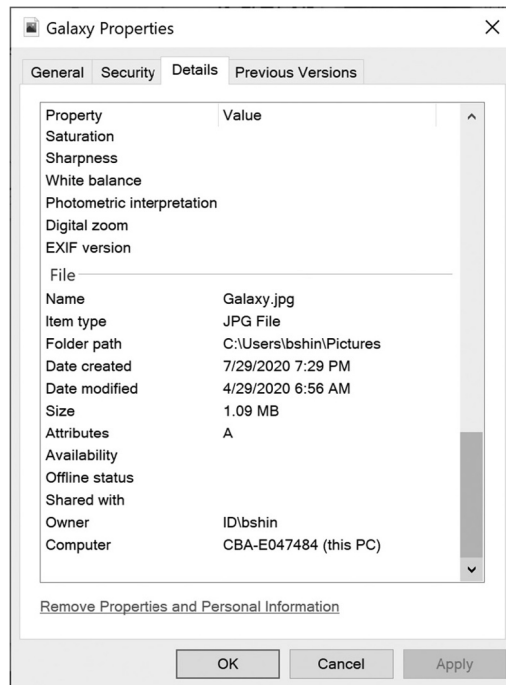 Galaxy Properties
General Security Details Previous Versions
Property Value
Saturation
Sharpness
White balance
Photometric interpretation
Digital zoom
EXIF version
File
Name Galaxy.jpg
Item type JPG File
Folder path C:\Users\bshin\Pictures
Date created 7/29/2020 7:29 PM
Date modified 4/29/2020 6:56 AM
Size 1.09 MB
Attributes A
Availability
Offline status
Shared with
Owner ID\bshin
Computer CBA-E047484 (this PC)
Remove Properties and Personal Information
OK Cancel Apply